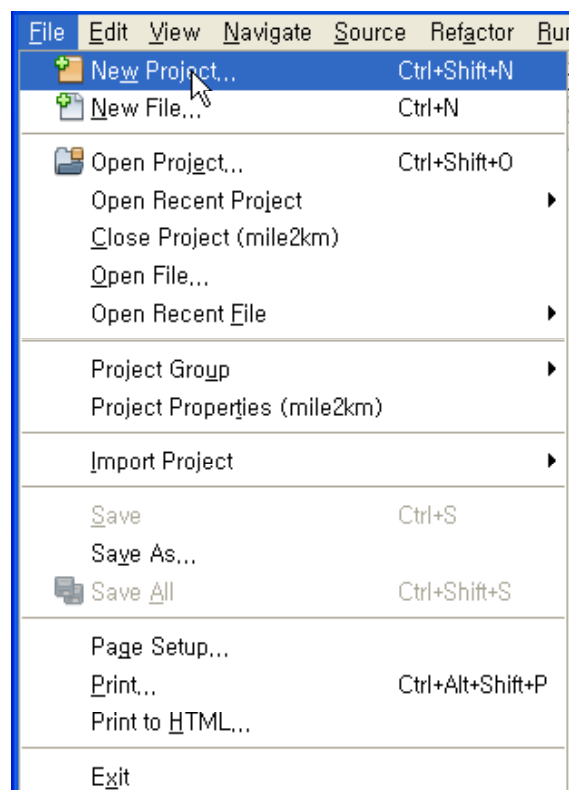 File Edit View Navigate Source Refactor Rur
New Project... Ctrl+Shift+N
New File... Ctrl+N
Open Project... Ctrl+Shift+O
Open Recent Project
Close Project (mile2km)
Open File...
Open Recent File
Project Group
Project Properties (mile2km)
Import Project
Save Ctrl+S
Save As...
Save All Ctrl+Shift+S
Page Setup...
Print... Ctrl+Alt+Shift+P
Print to HTML...
Exit